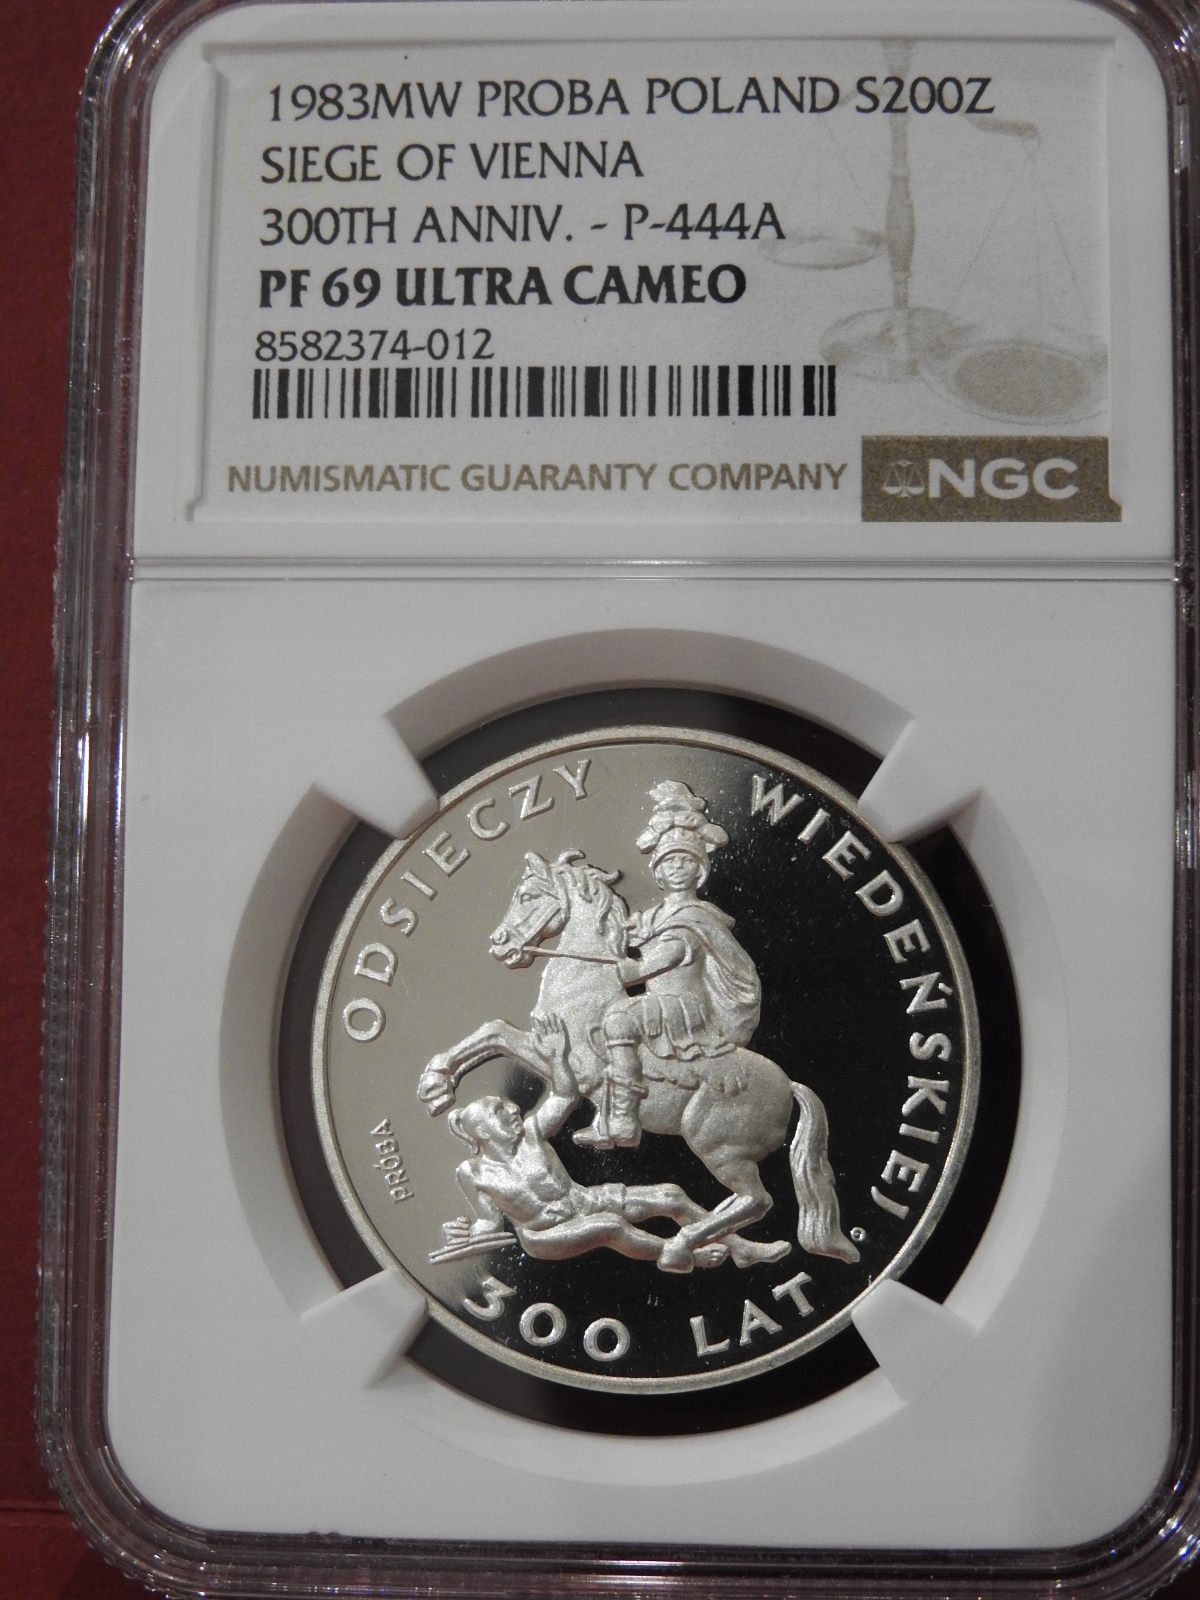 1983MW PROBA POLAND S200Z
SIEGE OF VIENNA
300TH ANNIV. - P-444A
PF 69 ULTRA CAMEO
8582374-012
NUMISMATIC GUARANTY COMPANY NGC
ODSIECZY WIEDEŃSKIEJ
PRÓBA
300 LAT